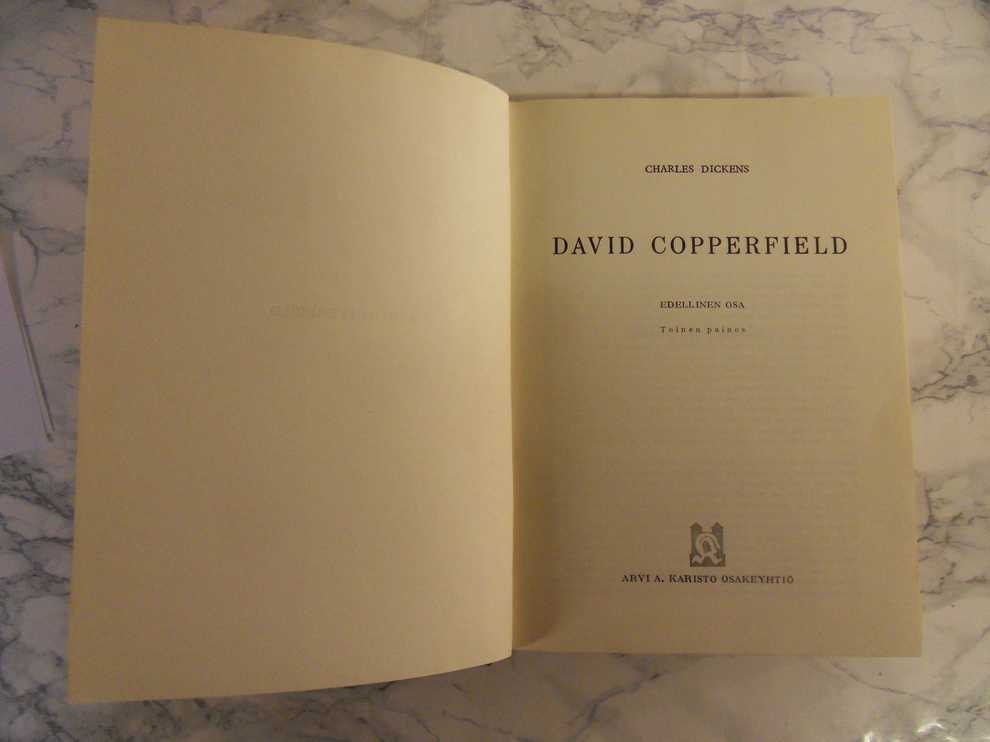 CHARLES DICKENS
DAVID COPPERFIELD
EDELLINEN OSA
Toinen painos
ARVI A. KARISTO OSAKEYHTIÖ